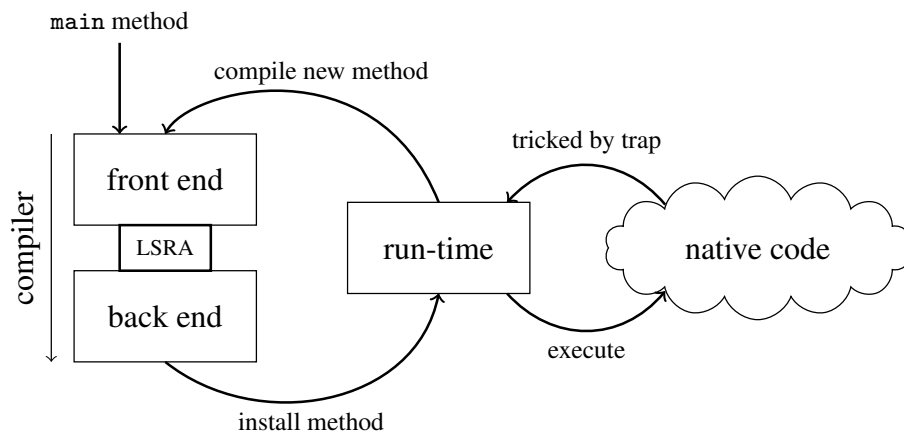 main method
compile new method
tricked by trap
front end
compiler
LSRA
run-time
native code
back end
execute
install method